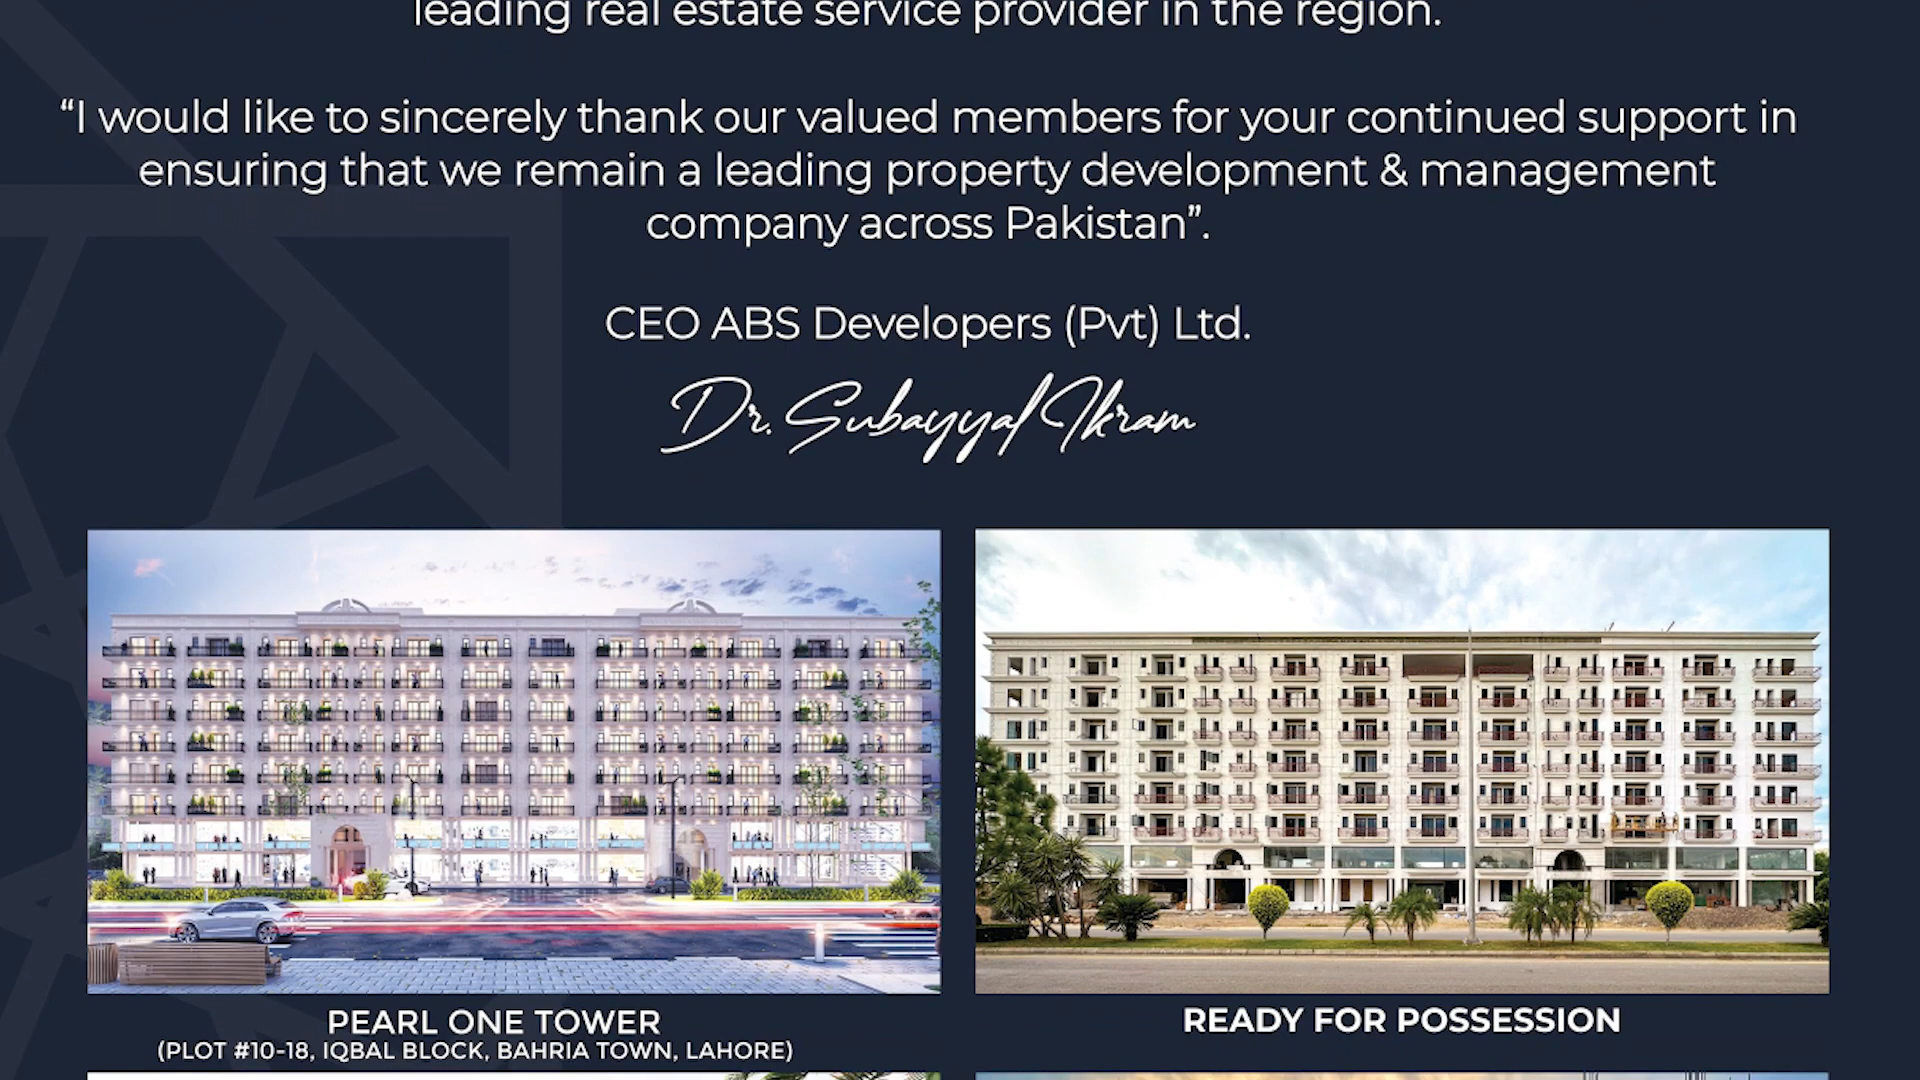 leading real estate service provider in the region.
“I would like to sincerely thank our valued members for your continued support in
ensuring that we remain a leading property development & management
company across Pakistan”.
CEO ABS Developers (Pvt) Ltd.
Dr. Subayyal Ikram
PEARL ONE TOWER
(PLOT #10-18, IQBAL BLOCK, BAHRIA TOWN, LAHORE)
READY FOR POSSESSION